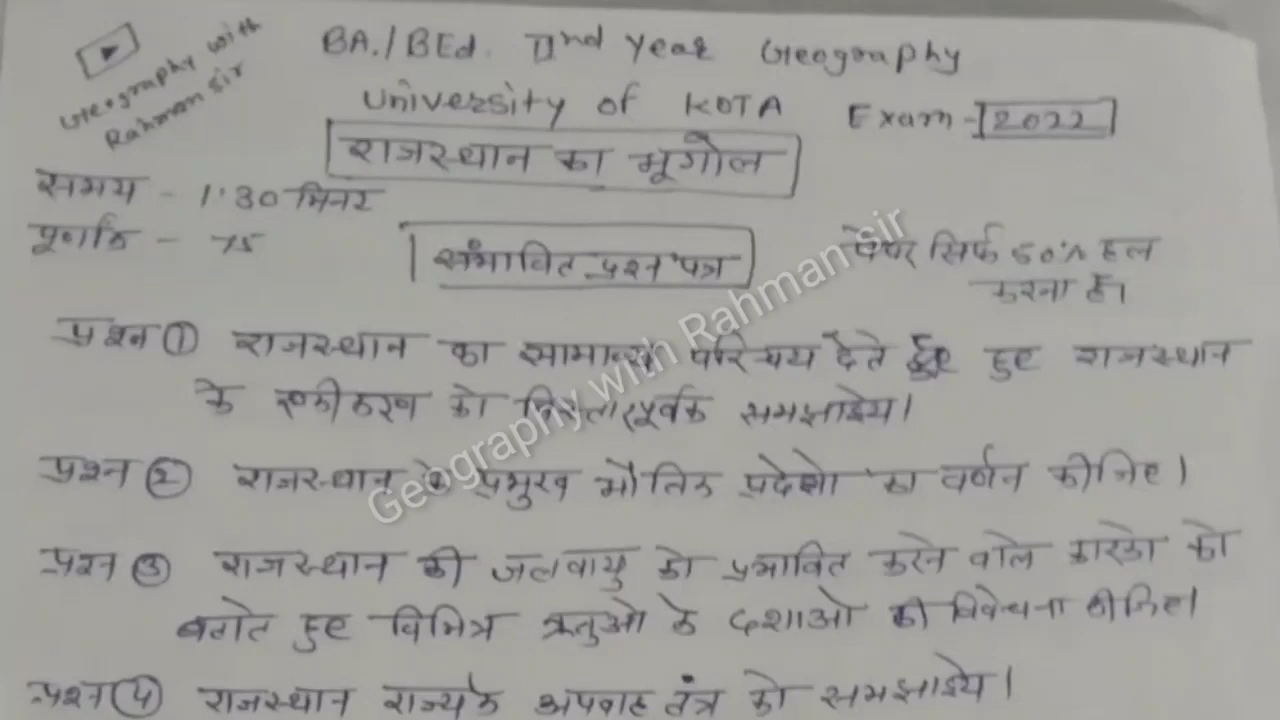 Geography with
Rahman sir
BA./BEd. IInd Year Geography
University of KOTA Exam-2022
राजस्थान का भूगोल
समय - 1:30 मिनट
पूर्णांक - 75
संभावित प्रश्न पत्र
पेपर सिर्फ 50% हल
करना है।
प्रश्न ① राजस्थान का सामान्य परिचय देते हुए हुए राजस्थान
के एकीकरण को विस्तारपूर्वक समझाइये।
प्रश्न ② राजस्थान के प्रमुख भौतिक प्रदेशो का वर्णन कीजिए।
प्रश्न ③ राजस्थान की जलवायु को प्रभावित करने वाले कारको को
बताते हुए विभिन्न ऋतुओ के दशाओ की विवेचना कीजिए।
प्रश्न ④ राजस्थान राज्य के अपवाह तंत्र को समझाइये।
Geography with Rahman sir